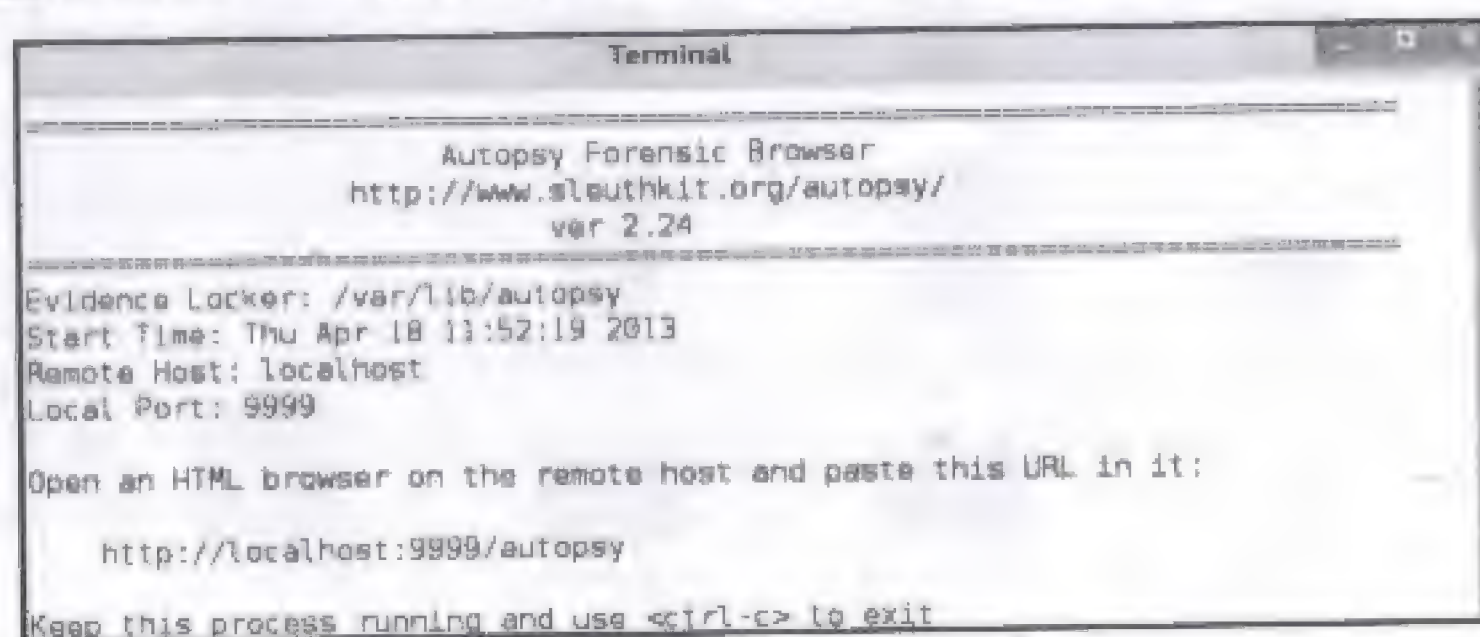 Terminal
================================================================================
Autopsy Forensic Browser
http://www.sleuthkit.org/autopsy/
ver 2.24
================================================================================
Evidence Locker: /var/lib/autopsy
Start Time: Thu Apr 18 11:52:19 2013
Remote Host: localhost
Local Port: 9999
Open an HTML browser on the remote host and paste this URL in it:
http://localhost:9999/autopsy
Keep this process running and use <ctrl-c> to exit